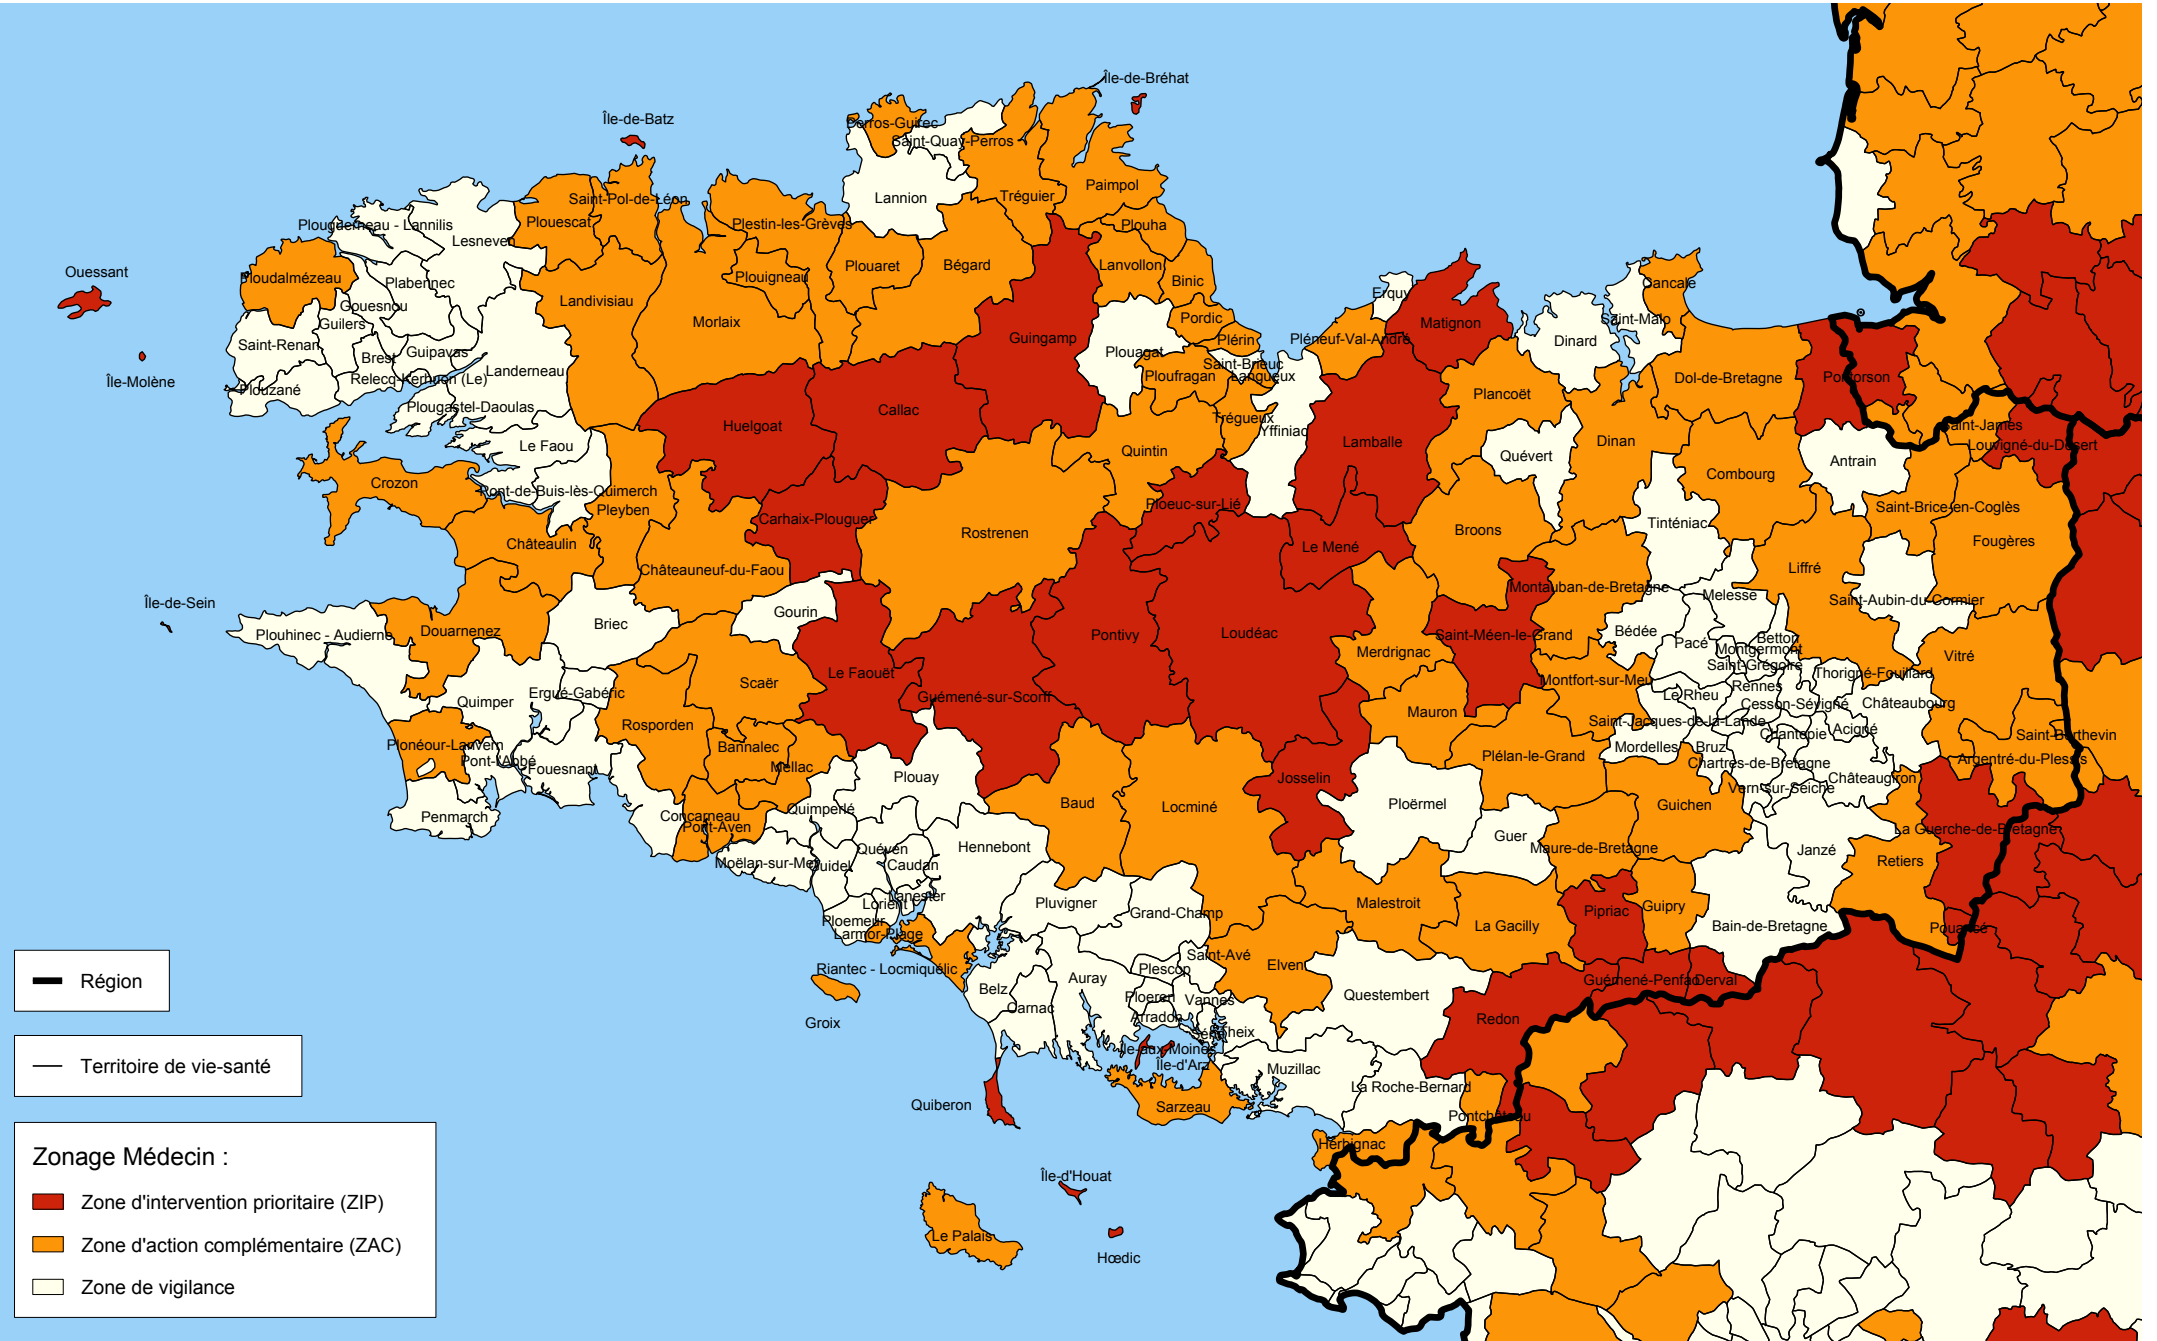 Île-de-Bréhat
Île-de-Batz
Perros-Guirec
Saint-Quay-Perros
Lannion
Tréguier
Paimpol
Saint-Pol-de-Léon
Plouescat
Plestin-les-Grèves
Plouha
Plouguerneau - Lannilis
Lesneven
Ouessant
Ploudalmézeau
Plabennec
Plouigneau
Plouaret
Bégard
Lanvollon
Binic
Cancale
Landivisiau
Gouesnou
Guilers
Morlaix
Guingamp
Pordic
Plérin
Erquy
Matignon
Pléneuf-Val-André
Dinard
Saint-Malo
Saint-Renan
Brest
Guipavas
Relecq-Kerhuon (Le)
Landerneau
Plouagat
Saint-Brieuc
Langueux
Ploufragan
Île-Molène
Plouzané
Plougastel-Daoulas
Dol-de-Bretagne
Pontorson
Plancoët
Huelgoat
Callac
Trégueux
Yffiniac
Lamballe
Dinan
Saint-James
Louvigné-du-Désert
Le Faou
Quintin
Quévert
Antrain
Combourg
Crozon
Pont-de-Buis-lès-Quimerch
Pleyben
Carhaix-Plouguer
Ploeuc-sur-Lié
Saint-Brice-en-Coglès
Rostrenen
Broons
Tinténiac
Fougères
Châteaulin
Le Mené
Châteauneuf-du-Faou
Liffré
Montauban-de-Bretagne
Melesse
Saint-Aubin-du-Cormier
Île-de-Sein
Gourin
Briec
Plouhinec - Audierne
Douarnenez
Pontivy
Loudéac
Saint-Méen-le-Grand
Bédée
Pacé
Betton
Montgermont
Saint-Grégoire
Merdrignac
Vitré
Thorigné-Fouillard
Le Faouët
Scaër
Guémené-sur-Scorff
Montfort-sur-Meu
Le Rheu
Rennes
Cesson-Sévigné
Châteaubourg
Ergué-Gabéric
Quimper
Rosporden
Mauron
Saint-Jacques-de-la-Lande
Chantepie
Acigné
Saint-Berthevin
Plonéour-Lanvern
Pont-l'Abbé
Fouesnant
Bannalec
Mellac
Plouay
Josselin
Plélan-le-Grand
Mordelles
Bruz
Chartres-de-Bretagne
Châteaugiron
Argentré-du-Plessis
Vern-sur-Seiche
Penmarch
Concarneau
Pont-Aven
Quimperlé
Baud
Locminé
Ploërmel
Guichen
Guer
Maure-de-Bretagne
La Guerche-de-Bretagne
Janzé
Retiers
Moëlan-sur-Mer
Guidel
Quéven
Caudan
Hennebont
Lanester
Lorient
Ploemeur
Larmor-Plage
Pluvigner
Grand-Champ
Malestroit
La Gacilly
Pipriac
Guipry
Bain-de-Bretagne
Pouancé
Riantec - Locmiquélic
Groix
Belz
Carnac
Auray
Saint-Avé
Plescop
Ploeren
Vannes
Arradon
Séné
Theix
Elven
Questembert
Redon
Guémené-Penfao
Derval
Île-aux-Moines
Île-d'Arz
Muzillac
La Roche-Bernard
Pontchâteau
Quiberon
Sarzeau
Herbignac
Île-d'Houat
Le Palais
Hœdic
Région
Territoire de vie-santé
Zonage Médecin :
Zone d'intervention prioritaire (ZIP)
Zone d'action complémentaire (ZAC)
Zone de vigilance